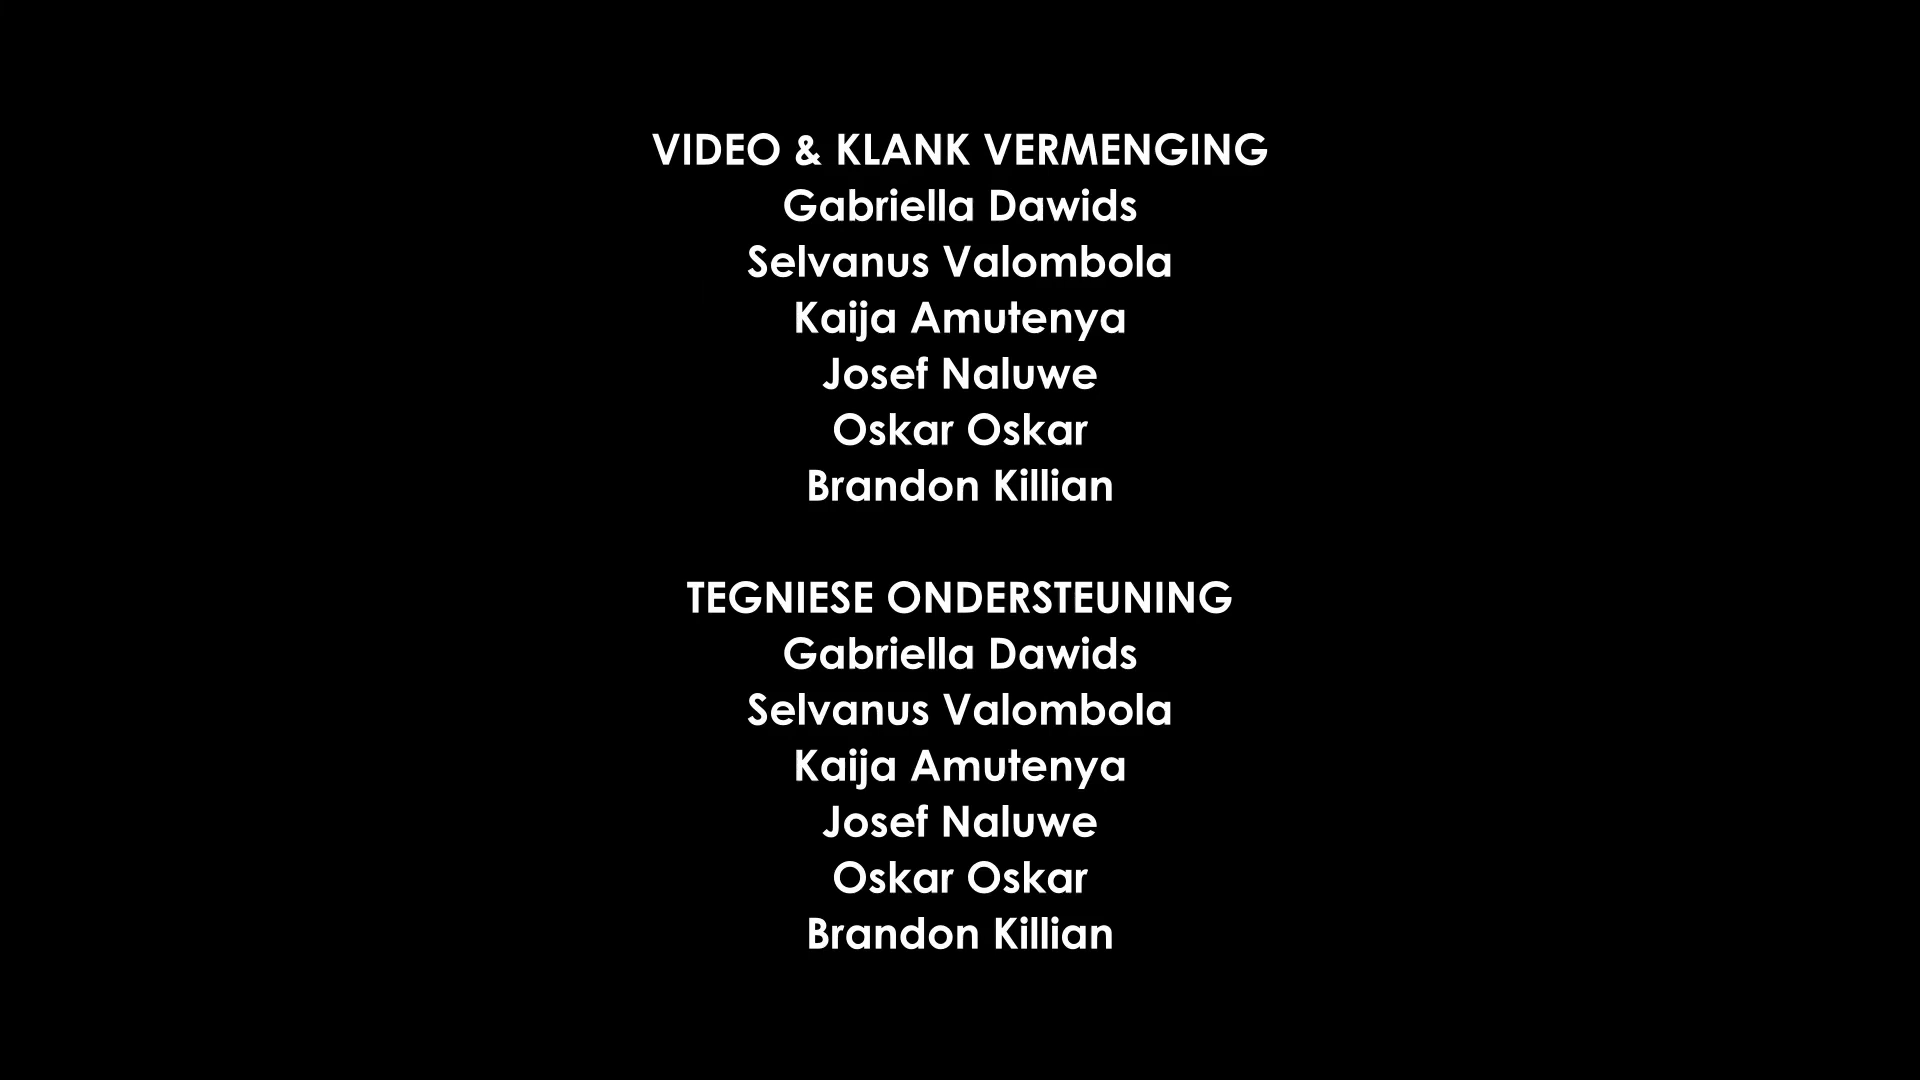 VIDEO & KLANK VERMENGING
Gabriella Dawids
Selvanus Valombola
Kaija Amutenya
Josef Naluwe
Oskar Oskar
Brandon Killian
TEGNIESE ONDERSTEUNING
Gabriella Dawids
Selvanus Valombola
Kaija Amutenya
Josef Naluwe
Oskar Oskar
Brandon Killian